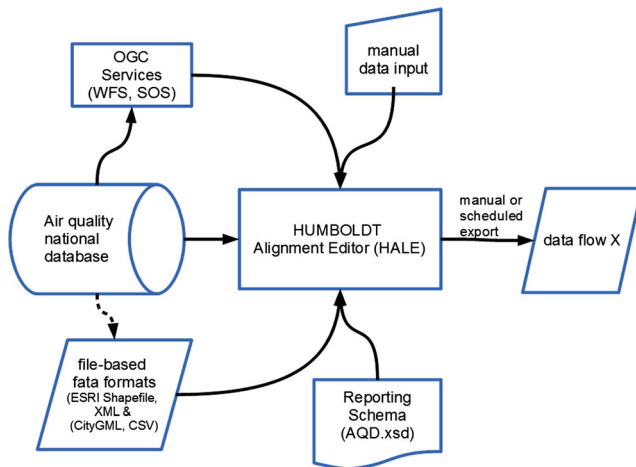 OGC
Services
(WFS, SOS)
manual
data input
Air quality
national
database
HUMBOLDT
Alignment Editor (HALE)
manual or
scheduled
export
data flow X
file-based
fata formats
(ESRI Shapefile,
XML &
(CityGML, CSV)
Reporting
Schema
(AQD.xsd)